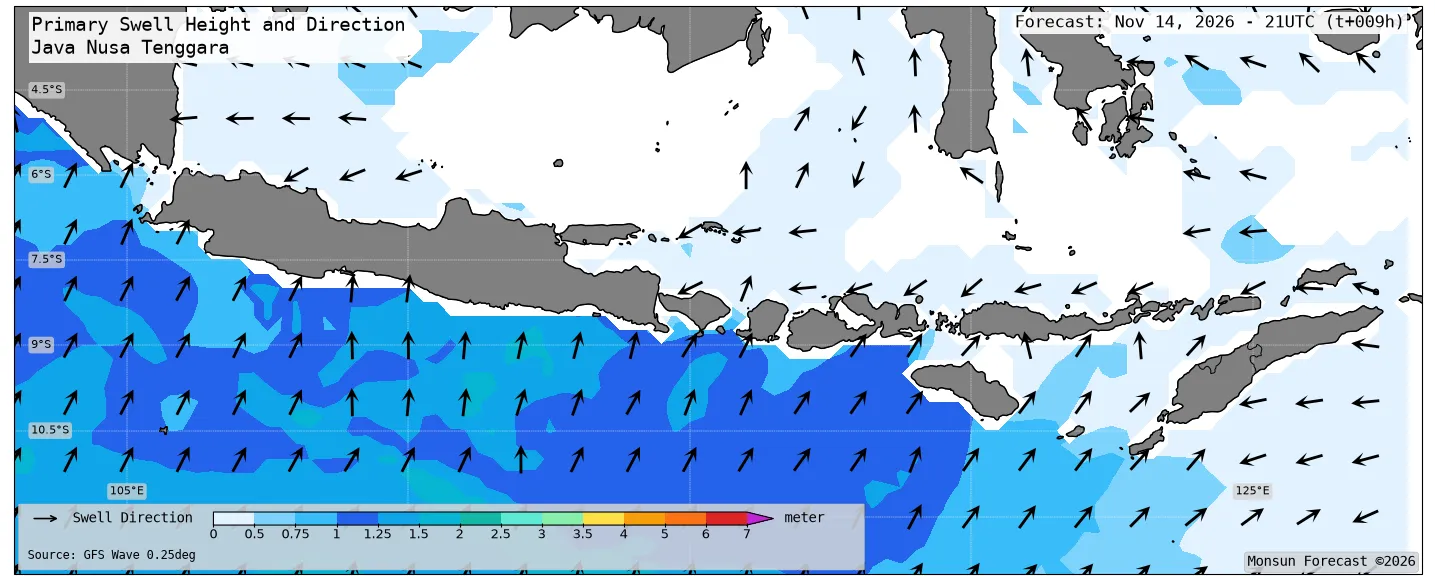 Primary Swell Height and Direction
Java Nusa Tenggara
Forecast: Nov 14, 2026 - 21UTC (t+009h)
4.5°S
6°S
7.5°S
9°S
10.5°S
105°E
125°E
Swell Direction
meter
0 0.5 0.75 1 1.25 1.5 2 2.5 3 3.5 4 5 6 7
Source: GFS Wave 0.25deg
Monsun Forecast ©2026